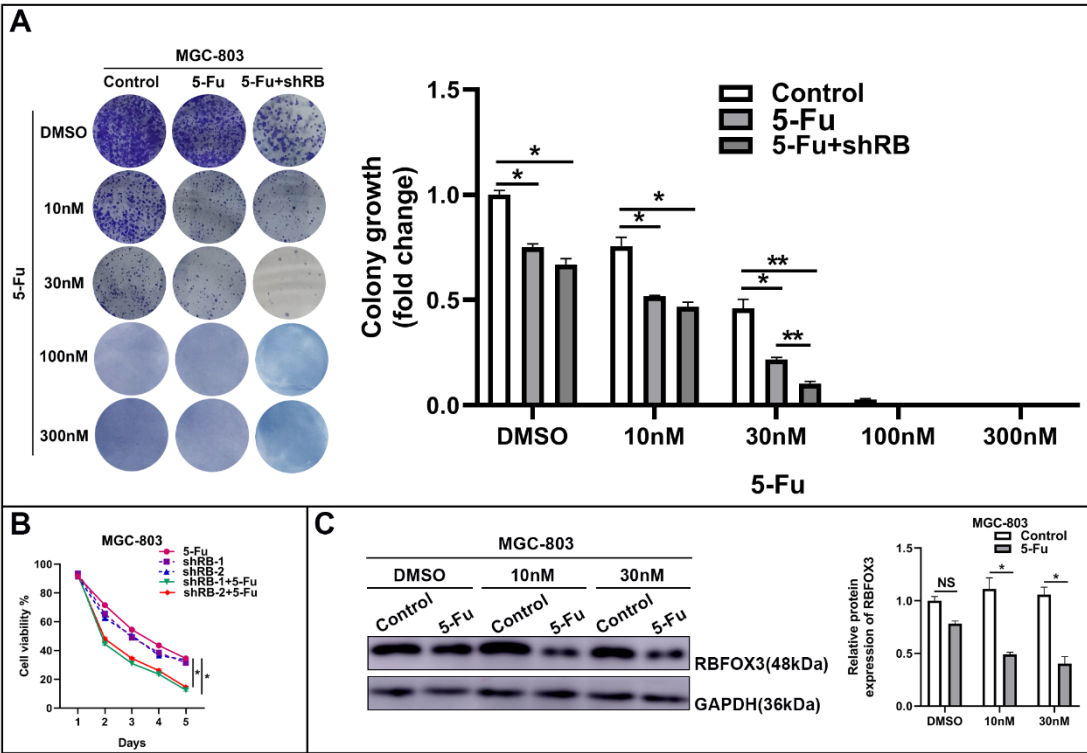 A
MGC-803
Control 5-Fu 5-Fu+shRB
5-Fu
DMSO
10nM
30nM
100nM
300nM
Colony growth
(fold change)
1.5
1.0
0.5
0.0
Control
5-Fu
5-Fu+shRB
*
*
*
*
**
*
**
DMSO 10nM 30nM 100nM 300nM
5-Fu
B
MGC-803
5-Fu
shRB-1
shRB-2
shRB-1+5-Fu
shRB-2+5-Fu
Cell viability %
100
80
60
40
20
0
* *
1 2 3 4 5
Days
C
MGC-803
DMSO 10nM 30nM
Control 5-Fu Control 5-Fu Control 5-Fu
RBFOX3(48kDa)
GAPDH(36kDa)
MGC-803
Control
5-Fu
Relative protein
expression of RBFOX3
1.5
1.0
0.5
0.0
NS * *
DMSO 10nM 30nM